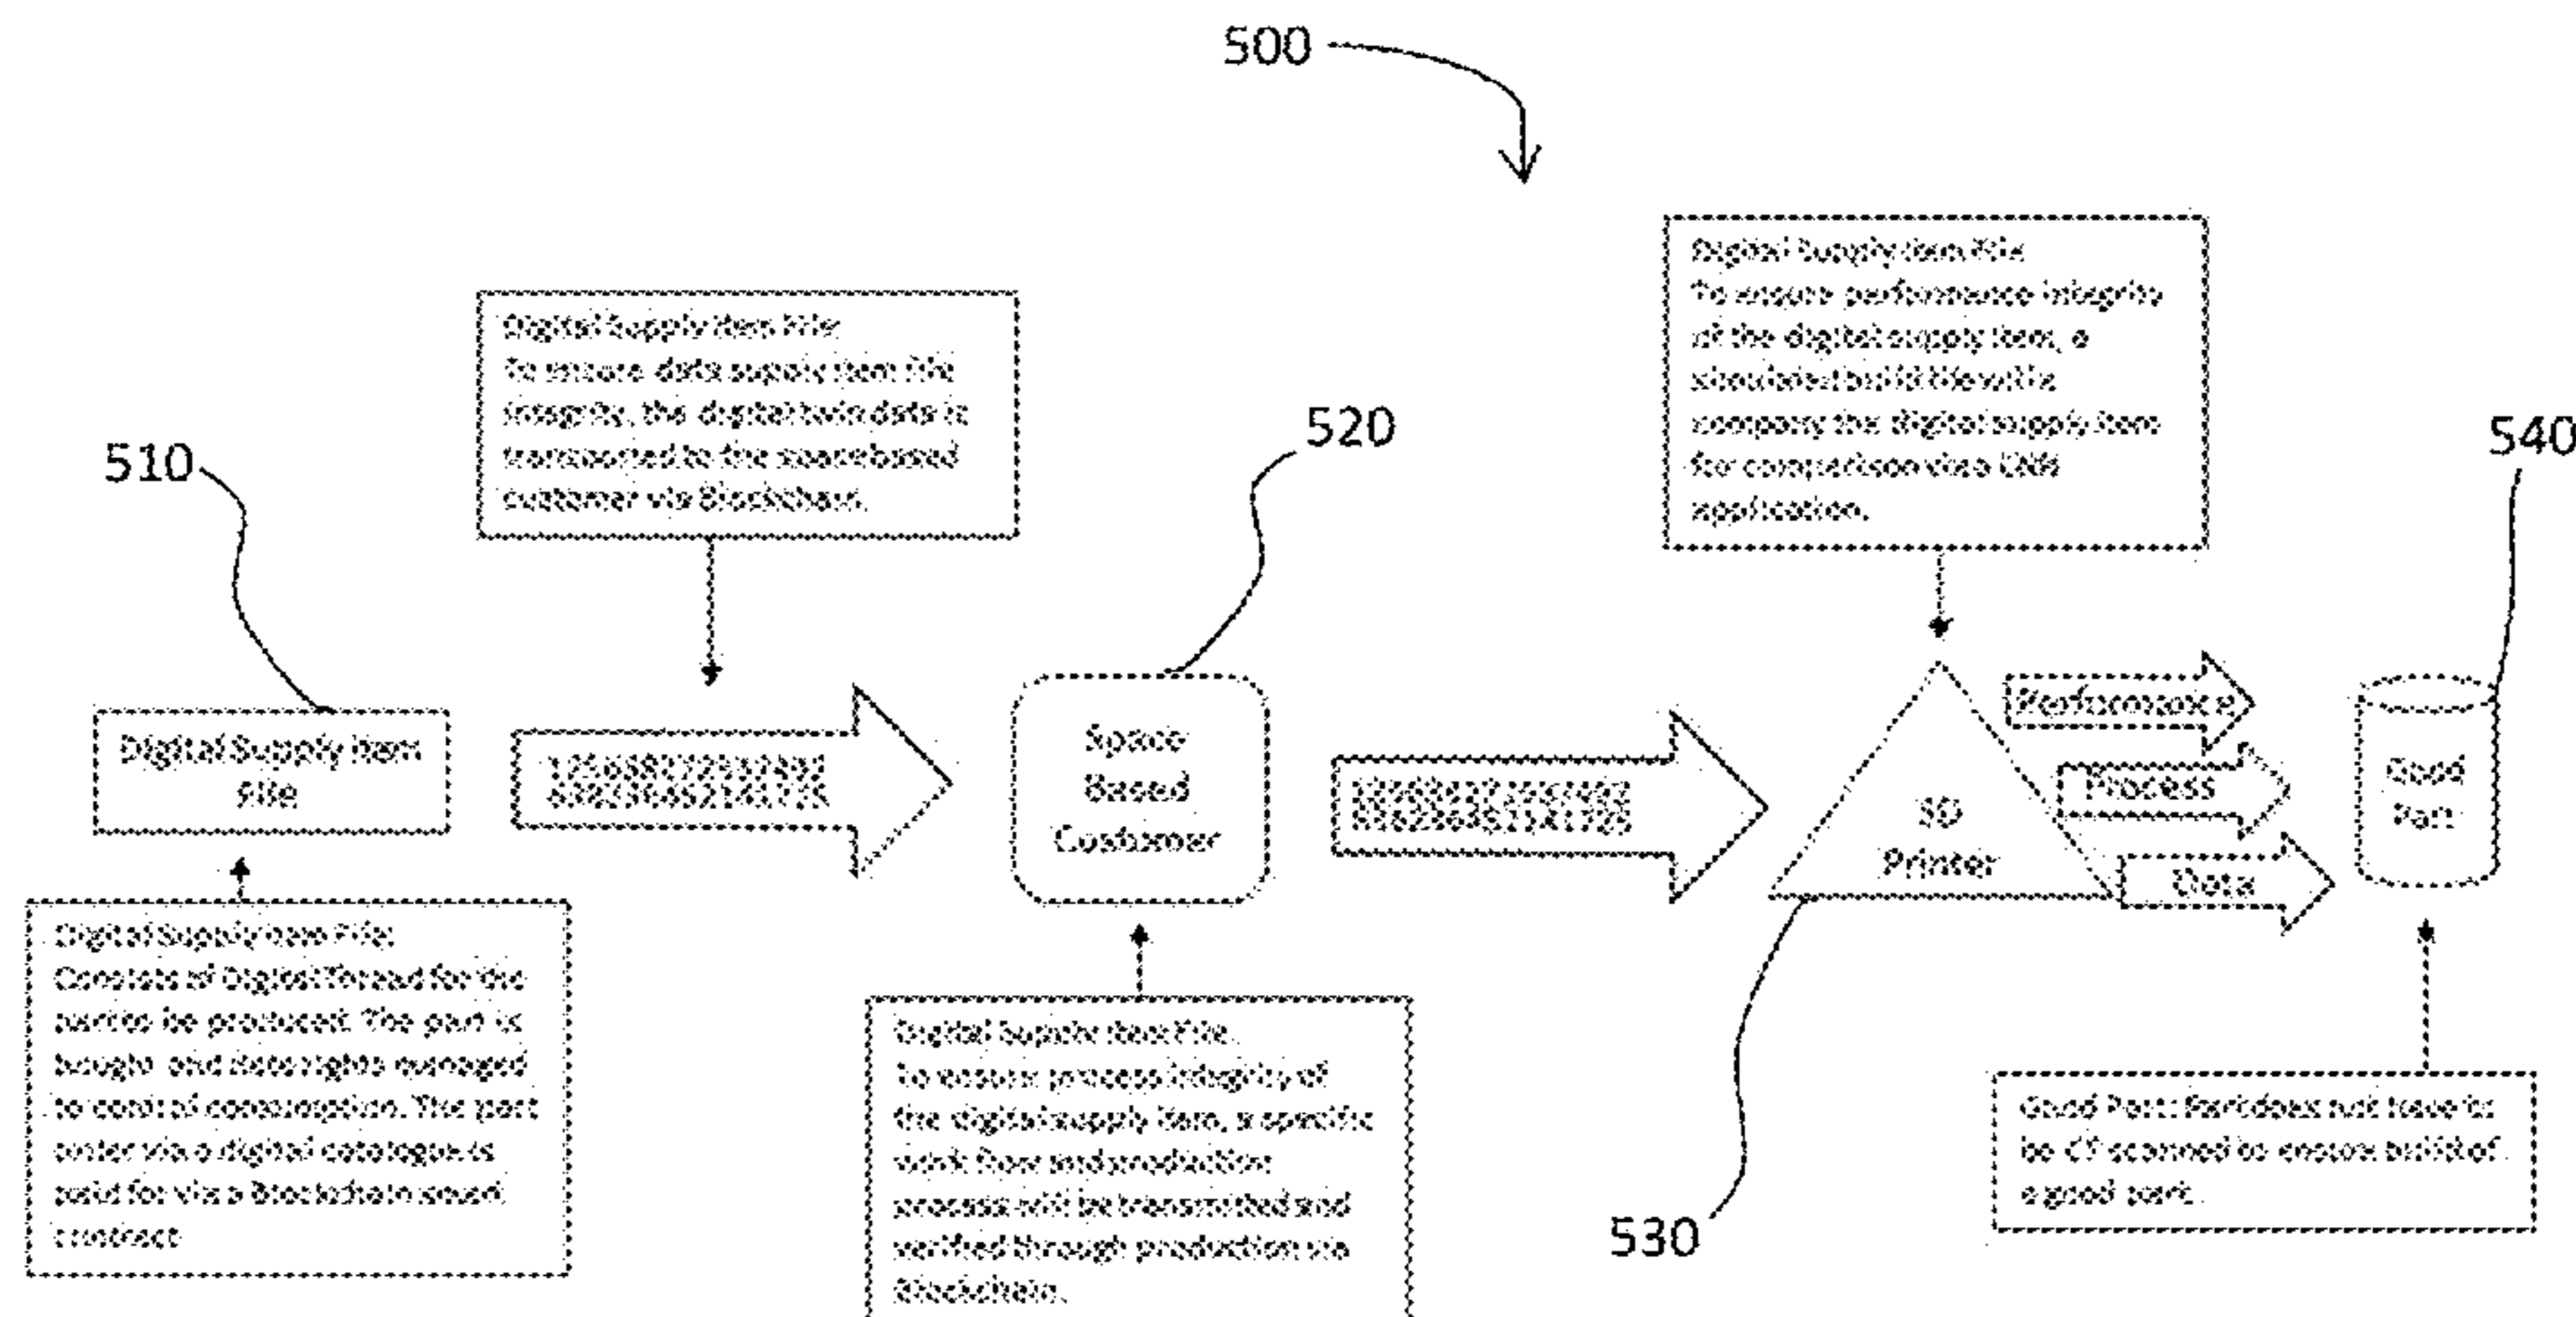 500
Digital Supply Item File
To ensure performance integrity
of the digital supply item, a
simulated build file will a
company the digital supply item
for comparison via a
application.
Digital Supply Item File
To ensure data supply item file
integrity, the digital twin data is
transmitted to the space based
customer via Blockchain.
510
520
540
Digital Supply Item
File
Space
Based
Customer
3D
Printer
Performance
Process
Data
Good
Part
Digital Supply Item File:
Consists of Digital Thread for the
part to be produced. The part is
bought and data rights managed
to control consumption. The part
order via a digital catalogue is
paid for via a Blockchain smart
contract
Digital Supply Item File
To ensure process integrity of
the digital supply item, a specific
work flow and production
process will be transmitted and
verified through production via
Blockchain.
Good Part: Part does not have to
be CT scanned to ensure build of
a good part.
530